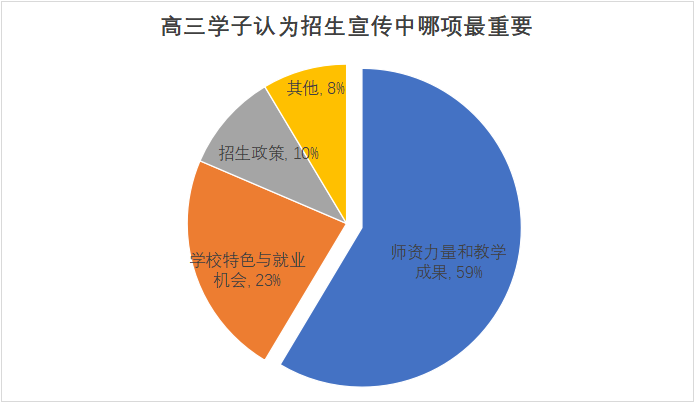 高三学子认为招生宣传中哪项最重要
其他, 8%
招生政策, 10%
学校特色与就业
机会, 23%
师资力量和教学
成果, 59%